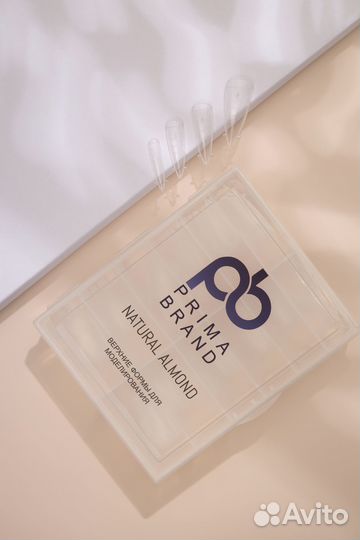 pb
PRIMA
BRAND
NATURAL ALMOND
ВЕРХНИЕ ФОРМЫ ДЛЯ
МОДЕЛИРОВАНИЯ
Avito